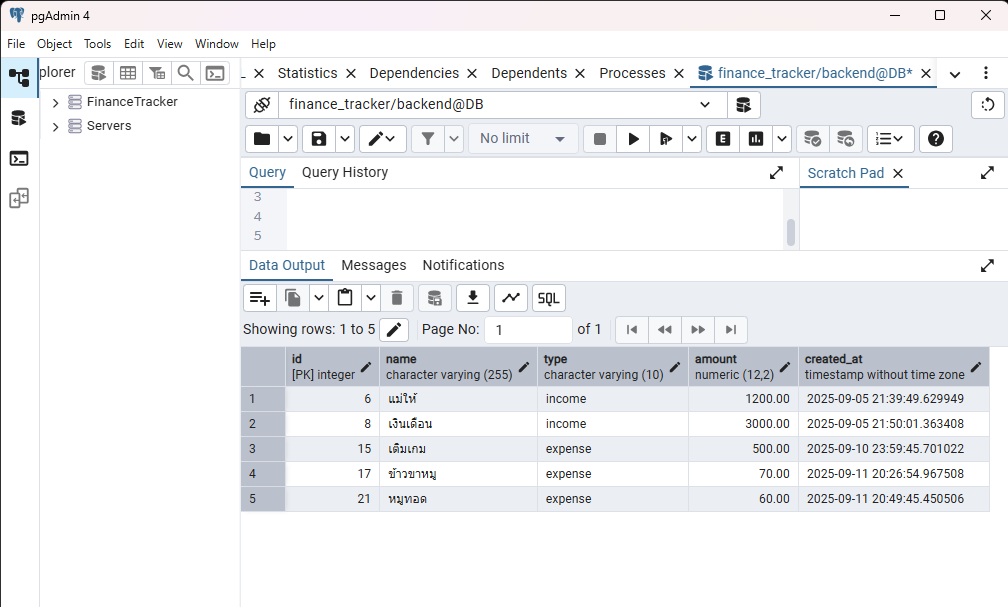 pgAdmin 4
File Object Tools Edit View Window Help
plorer
Statistics Dependencies Dependents Processes finance_tracker/backend@DB*
FinanceTracker
Servers
finance_tracker/backend@DB
No limit
E
Query Query History
Scratch Pad
3
4
5
Data Output Messages Notifications
SQL
Showing rows: 1 to 5 Page No: 1 of 1
id name type amount created_at
[PK] integer character varying (255) character varying (10) numeric (12,2) timestamp without time zone
1 6 แม่ให้ income 1200.00 2025-09-05 21:39:49.629949
2 8 เงินเดือน income 3000.00 2025-09-05 21:50:01.363408
3 15 เติมเกม expense 500.00 2025-09-10 23:59:45.701022
4 17 ข้าวขาหมู expense 70.00 2025-09-11 20:26:54.967508
5 21 หมูทอด expense 60.00 2025-09-11 20:49:45.450506